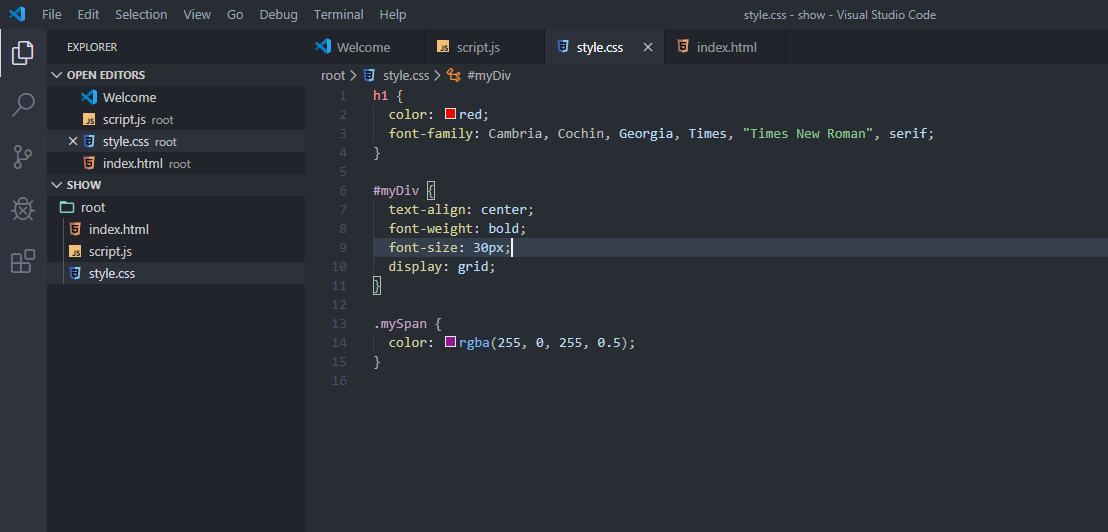 File Edit Selection View Go Debug Terminal Help style.css - show - Visual Studio Code
EXPLORER
Welcome script.js style.css index.html
OPEN EDITORS
Welcome
script.js root
style.css root
index.html root
SHOW
root
index.html
script.js
style.css
root > style.css > #myDiv
1 h1 {
2 color: red;
3 font-family: Cambria, Cochin, Georgia, Times, "Times New Roman", serif;
4 }
5
6 #myDiv {
7 text-align: center;
8 font-weight: bold;
9 font-size: 30px;
10 display: grid;
11 }
12
13 .mySpan {
14 color: rgba(255, 0, 255, 0.5);
15 }
16